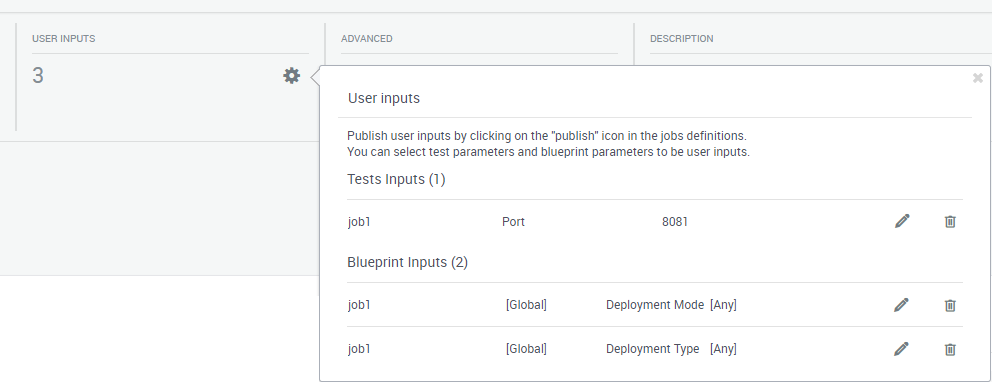 USER INPUTS
ADVANCED
DESCRIPTION
3
User inputs
Publish user inputs by clicking on the "publish" icon in the jobs definitions.
You can select test parameters and blueprint parameters to be user inputs.
Tests Inputs (1)
job1 Port 8081
Blueprint Inputs (2)
job1 [Global] Deployment Mode [Any]
job1 [Global] Deployment Type [Any]